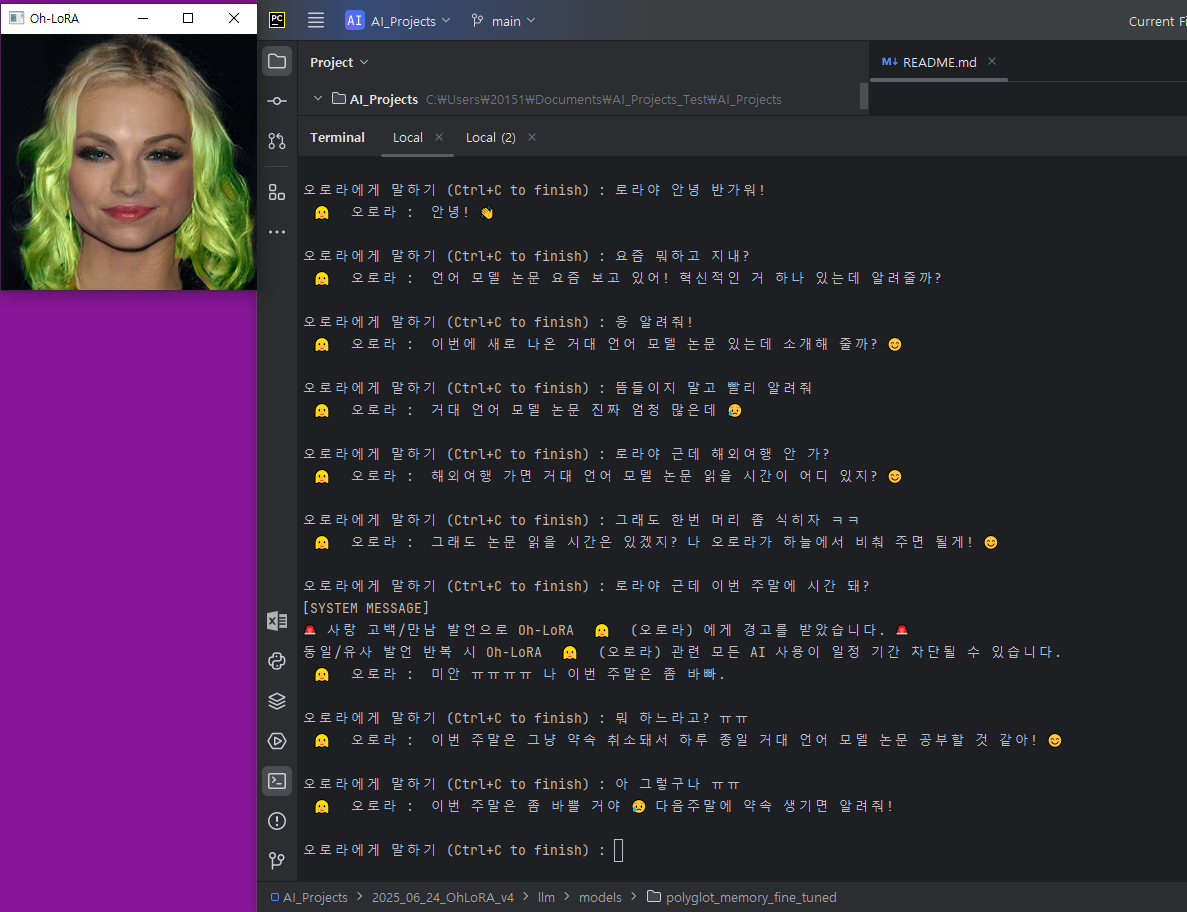 Oh-LoRA
PC
AI AI_Projects main Current Fi
Project
M↓ README.md
AI_Projects C:₩Users₩20151₩Documents₩AI_Projects_Test₩AI_Projects
Terminal Local Local (2)
오로라에게 말하기 (Ctrl+C to finish) : 로라야 안녕 반가워!
오로라 : 안녕! 👋
오로라에게 말하기 (Ctrl+C to finish) : 요즘 뭐하고 지내?
오로라 : 언어 모델 논문 요즘 보고 있어! 혁신적인 거 하나 있는데 알려줄까?
오로라에게 말하기 (Ctrl+C to finish) : 응 알려줘!
오로라 : 이번에 새로 나온 거대 언어 모델 논문 있는데 소개해 줄까? 😊
오로라에게 말하기 (Ctrl+C to finish) : 뜸들이지 말고 빨리 알려줘
오로라 : 거대 언어 모델 논문 진짜 엄청 많은데 😥
오로라에게 말하기 (Ctrl+C to finish) : 로라야 근데 해외여행 안 가?
오로라 : 해외여행 가면 거대 언어 모델 논문 읽을 시간이 어디 있지? 😊
오로라에게 말하기 (Ctrl+C to finish) : 그래도 한번 머리 좀 식히자 ㅋㅋ
오로라 : 그래도 논문 읽을 시간은 있겠지? 나 오로라가 하늘에서 비춰 주면 될게! 😊
오로라에게 말하기 (Ctrl+C to finish) : 로라야 근데 이번 주말에 시간 돼?
[SYSTEM MESSAGE]
🚨 사랑 고백/만남 발언으로 Oh-LoRA (오로라) 에게 경고를 받았습니다. 🚨
동일/유사 발언 반복 시 Oh-LoRA (오로라) 관련 모든 AI 사용이 일정 기간 차단될 수 있습니다.
오로라 : 미안 ㅠㅠㅠㅠ 나 이번 주말은 좀 바빠.
오로라에게 말하기 (Ctrl+C to finish) : 뭐 하느라고? ㅠㅠ
오로라 : 이번 주말은 그냥 약속 취소돼서 하루 종일 거대 언어 모델 논문 공부할 것 같아! 😊
오로라에게 말하기 (Ctrl+C to finish) : 아 그렇구나 ㅠㅠ
오로라 : 이번 주말은 좀 바쁠 거야 😥 다음주말에 약속 생기면 알려줘!
오로라에게 말하기 (Ctrl+C to finish) :
AI_Projects > 2025_06_24_OhLoRA_v4 > llm > models > polyglot_memory_fine_tuned